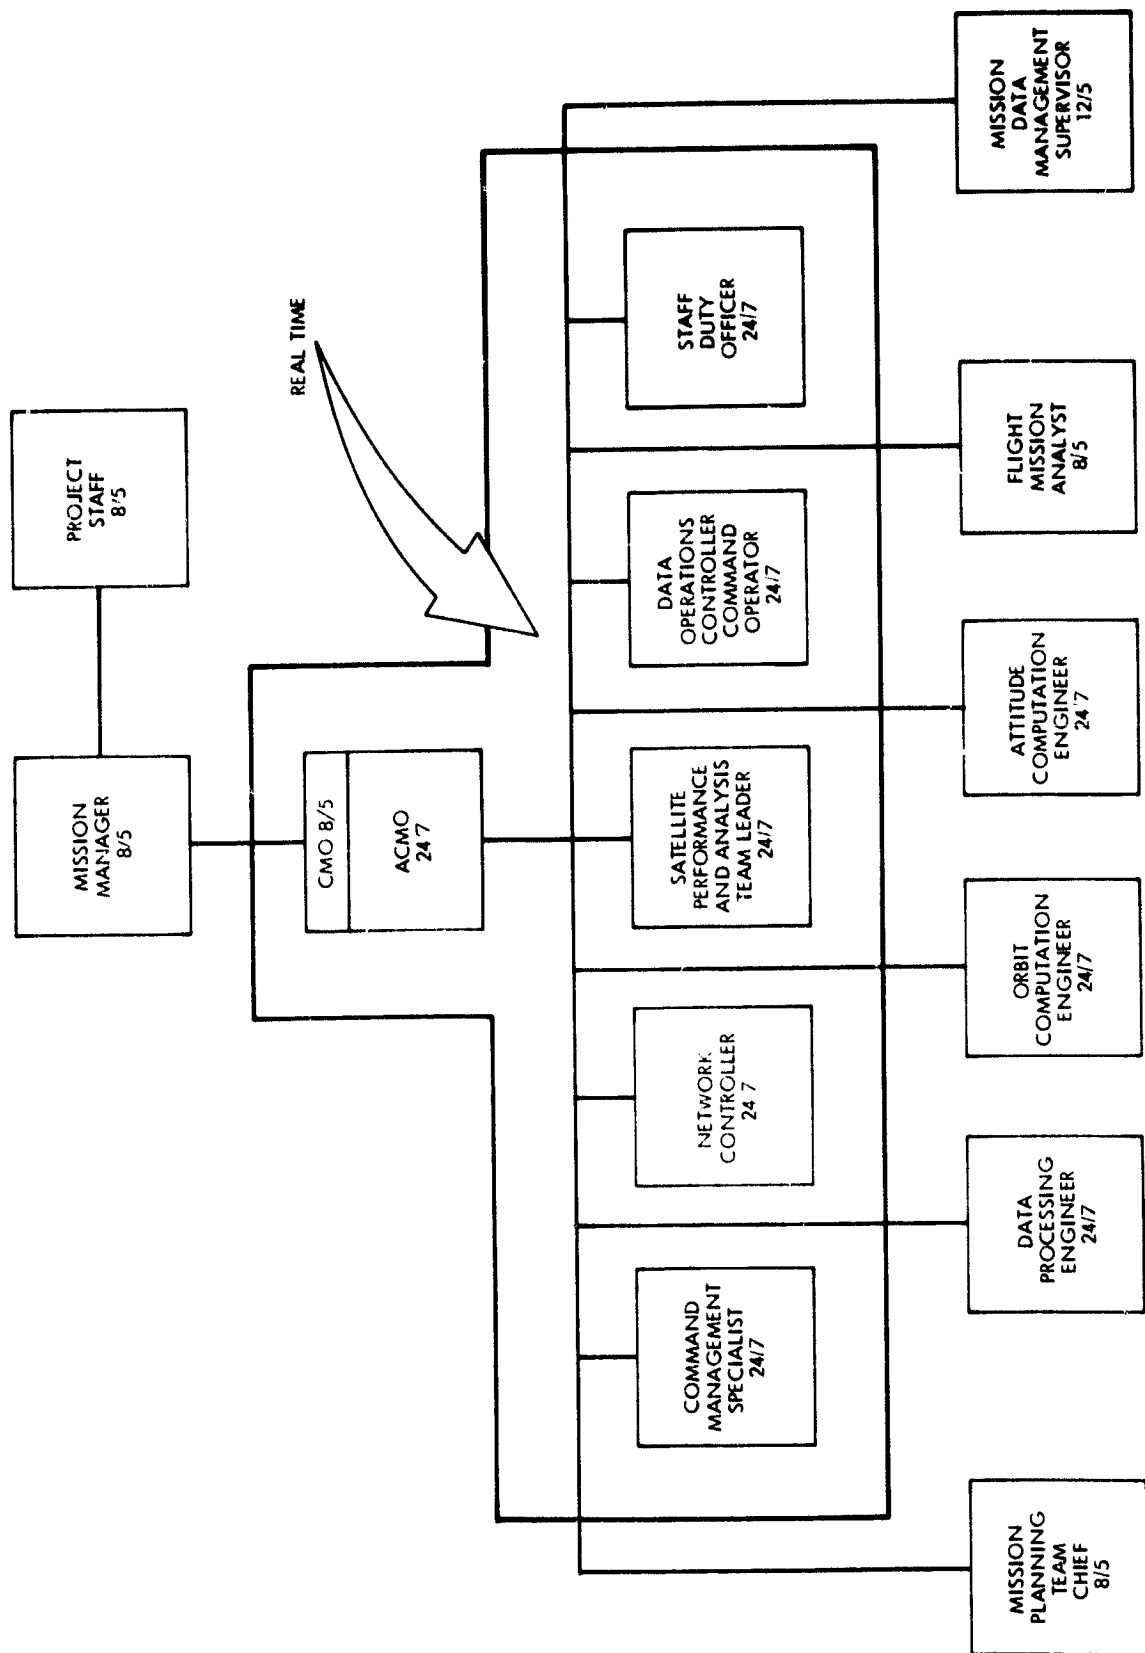 PROJECT
STAFF
8/5
MISSION
MANAGER
8/5
REAL TIME
CMO 8/5
ACMO
24 7
COMMAND
MANAGEMENT
SPECIALIST
24/7
NETWORK
CONTROLLER
24 7
SATELLITE
PERFORMANCE
AND ANALYSIS
TEAM LEADER
24/7
DATA
OPERATIONS
CONTROLLER
COMMAND
OPERATOR
24/7
STAFF
DUTY
OFFICER
24/7
MISSION
PLANNING
TEAM
CHIEF
8/5
DATA
PROCESSING
ENGINEER
24/7
ORBIT
COMPUTATION
ENGINEER
24/7
ATTITUDE
COMPUTATION
ENGINEER
24 7
FLIGHT
MISSION
ANALYST
8/5
MISSION
DATA
MANAGEMENT
SUPERVISOR
12/5